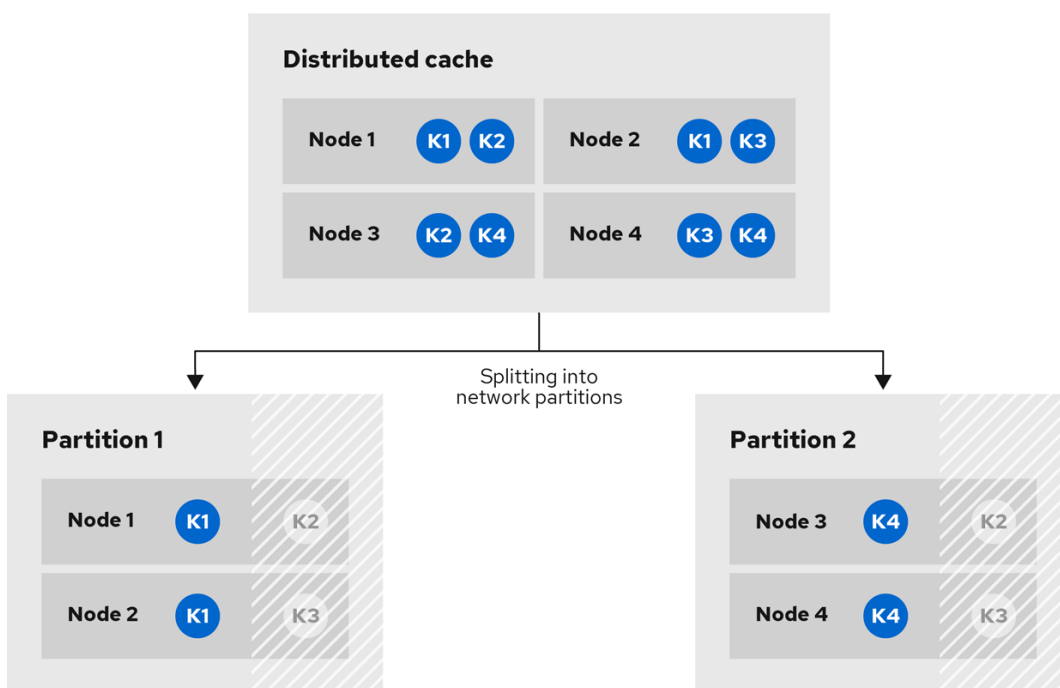 Distributed cache
Node 1 K1 K2 Node 2 K1 K3
Node 3 K2 K4 Node 4 K3 K4
Splitting into
network partitions
Partition 1
Node 1 K1 K2
Node 2 K1 K3
Partition 2
Node 3 K4 K2
Node 4 K4 K3